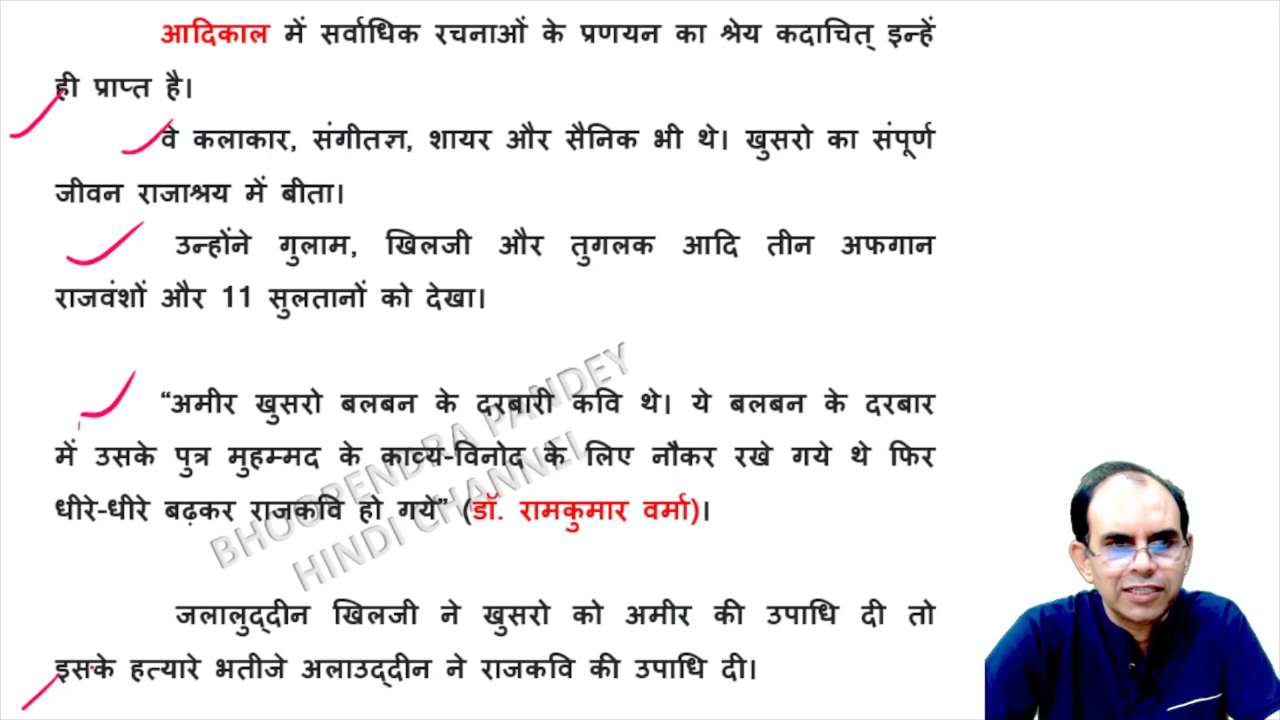 आदिकाल में सर्वाधिक रचनाओं के प्रणयन का श्रेय कदाचित् इन्हें
ही प्राप्त है।
वे कलाकार, संगीतज्ञ, शायर और सैनिक भी थे। खुसरो का संपूर्ण
जीवन राजाश्रय में बीता।
उन्होंने गुलाम, खिलजी और तुगलक आदि तीन अफगान
राजवंशों और 11 सुलतानों को देखा।
“अमीर खुसरो बलबन के दरबारी कवि थे। ये बलबन के दरबार
में उसके पुत्र मुहम्मद के काव्य-विनोद के लिए नौकर रखे गये थे फिर
धीरे-धीरे बढ़कर राजकवि हो गये” (डॉ. रामकुमार वर्मा)।
BHOOPENDRA PANDEY
HINDI CHANNEL
जलालुद्दीन खिलजी ने खुसरो को अमीर की उपाधि दी तो
इसके हत्यारे भतीजे अलाउद्दीन ने राजकवि की उपाधि दी।